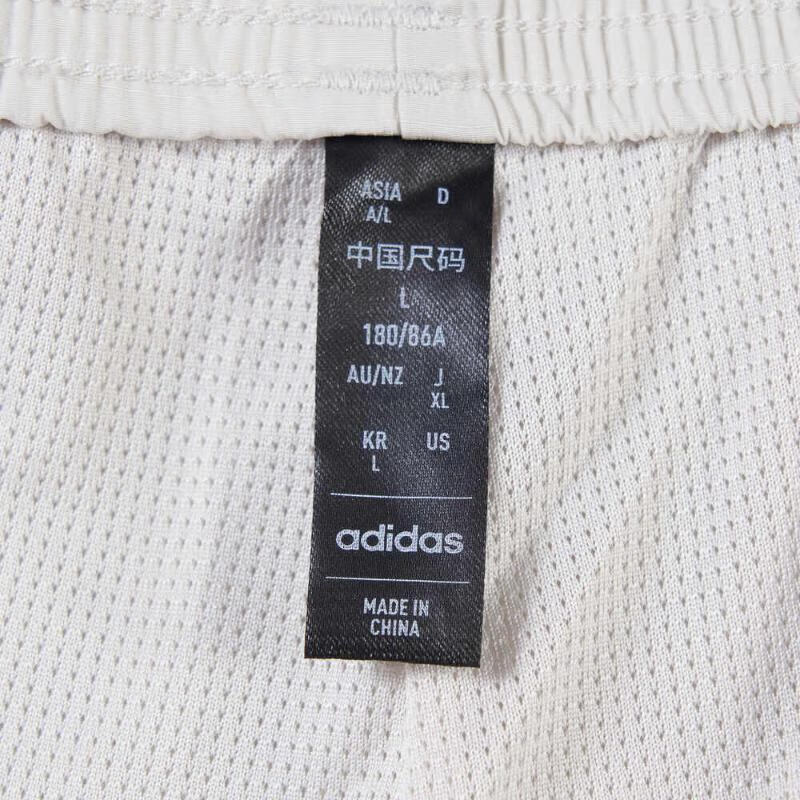 ASIA D
A/L
中国尺码
L
180/86A
AU/NZ J
XL
KR US
L
adidas
MADE IN
CHINA